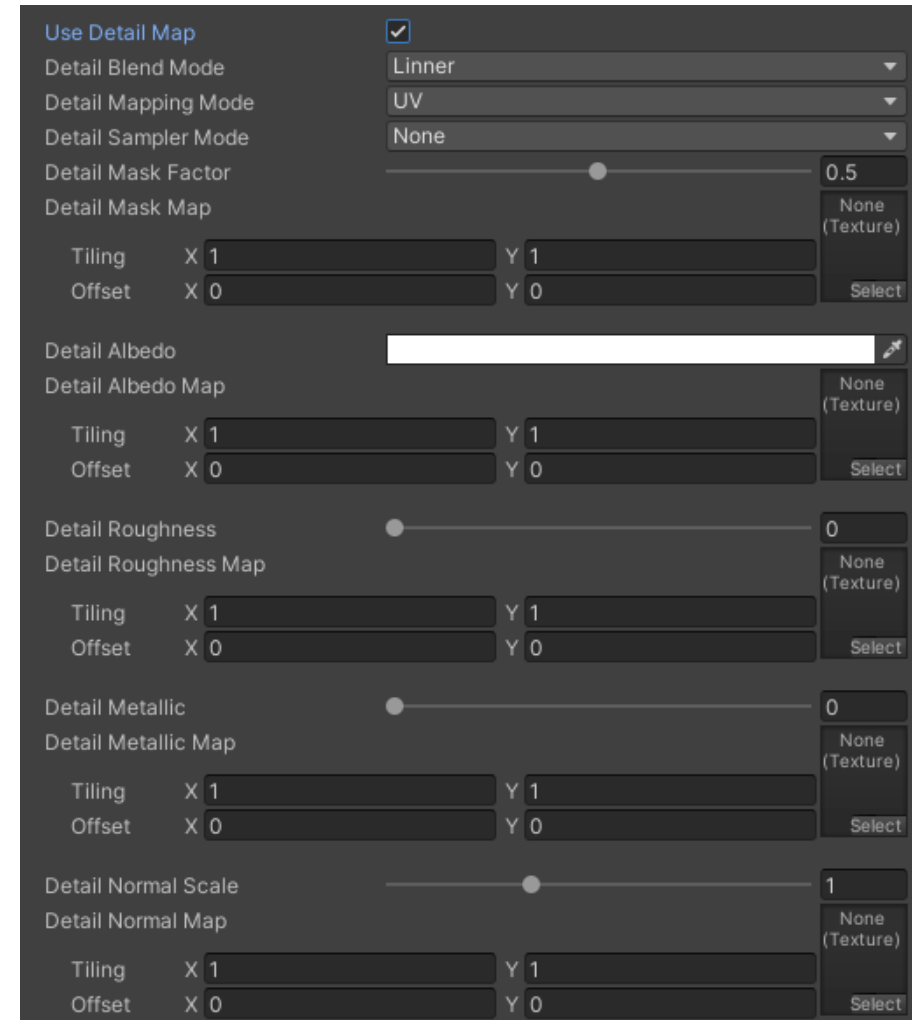 Use Detail Map
Detail Blend Mode Linner
Detail Mapping Mode UV
Detail Sampler Mode None
Detail Mask Factor 0.5
Detail Mask Map None
(Texture)
Tiling X 1 Y 1
Offset X 0 Y 0 Select
Detail Albedo
Detail Albedo Map None
(Texture)
Tiling X 1 Y 1
Offset X 0 Y 0 Select
Detail Roughness 0
Detail Roughness Map None
(Texture)
Tiling X 1 Y 1
Offset X 0 Y 0 Select
Detail Metallic 0
Detail Metallic Map None
(Texture)
Tiling X 1 Y 1
Offset X 0 Y 0 Select
Detail Normal Scale 1
Detail Normal Map None
(Texture)
Tiling X 1 Y 1
Offset X 0 Y 0 Select